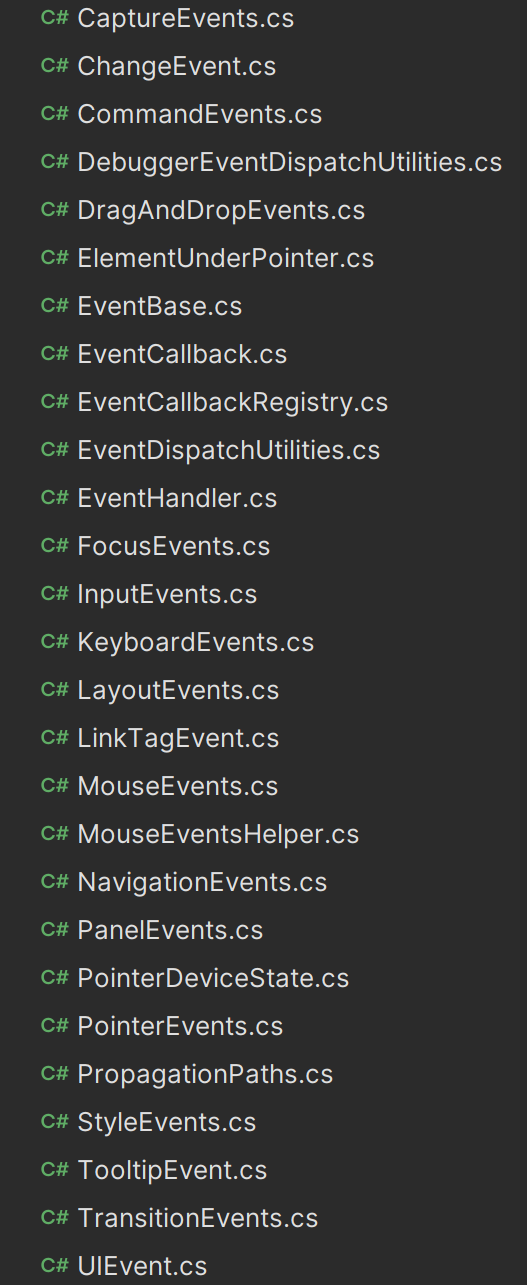 C# CaptureEvents.cs
C# ChangeEvent.cs
C# CommandEvents.cs
C# DebuggerEventDispatchUtilities.cs
C# DragAndDropEvents.cs
C# ElementUnderPointer.cs
C# EventBase.cs
C# EventCallback.cs
C# EventCallbackRegistry.cs
C# EventDispatchUtilities.cs
C# EventHandler.cs
C# FocusEvents.cs
C# InputEvents.cs
C# KeyboardEvents.cs
C# LayoutEvents.cs
C# LinkTagEvent.cs
C# MouseEvents.cs
C# MouseEventsHelper.cs
C# NavigationEvents.cs
C# PanelEvents.cs
C# PointerDeviceState.cs
C# PointerEvents.cs
C# PropagationPaths.cs
C# StyleEvents.cs
C# TooltipEvent.cs
C# TransitionEvents.cs
C# UIEvent.cs